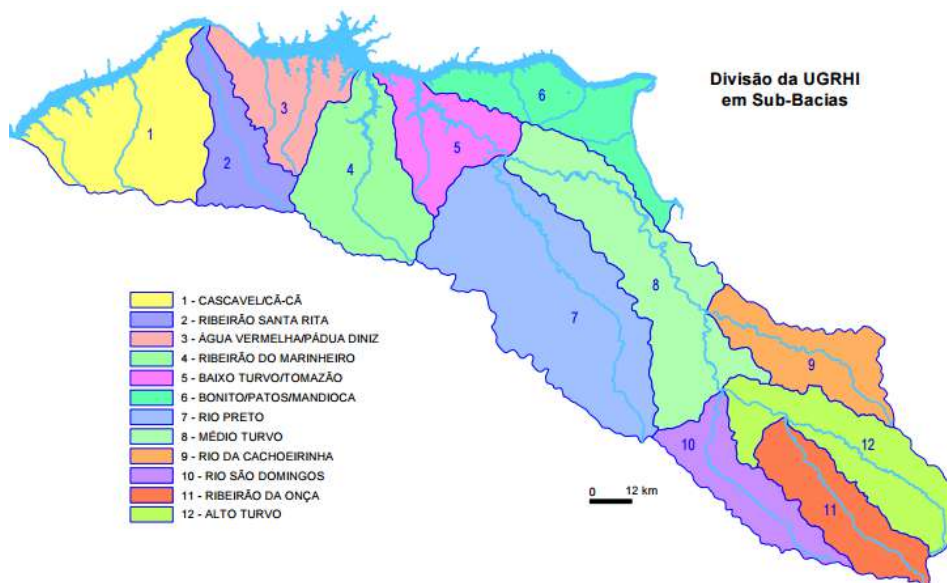 Divisão da UGRHI
em Sub-Bacias
1
2
3
4
5
6
7
8
9
10
11
12
0 12 km
1 - CASCAVEL/CÃ-CÃ
2 - RIBEIRÃO SANTA RITA
3 - ÁGUA VERMELHA/PÁDUA DINIZ
4 - RIBEIRÃO DO MARINHEIRO
5 - BAIXO TURVO/TOMAZÃO
6 - BONITO/PATOS/MANDIOCA
7 - RIO PRETO
8 - MÉDIO TURVO
9 - RIO DA CACHOEIRINHA
10 - RIO SÃO DOMINGOS
11 - RIBEIRÃO DA ONÇA
12 - ALTO TURVO